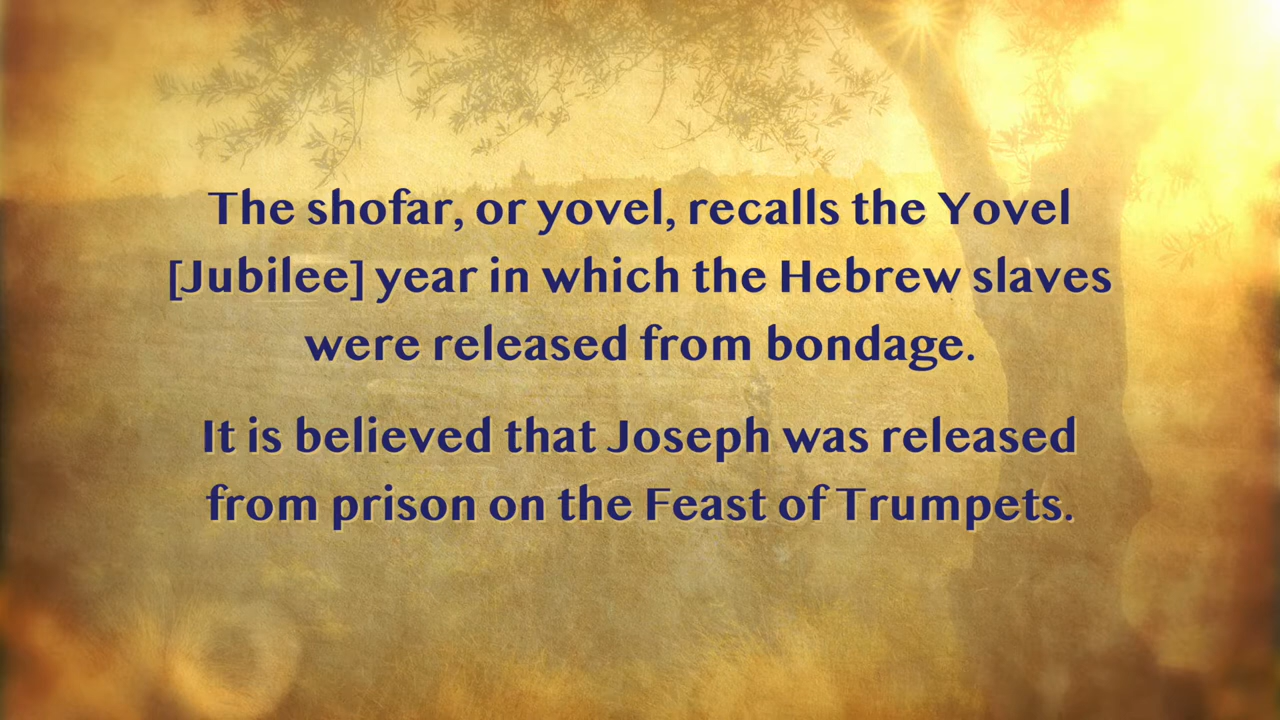 The shofar, or yovel, recalls the Yovel
[Jubilee] year in which the Hebrew slaves
were released from bondage.
It is believed that Joseph was released
from prison on the Feast of Trumpets.